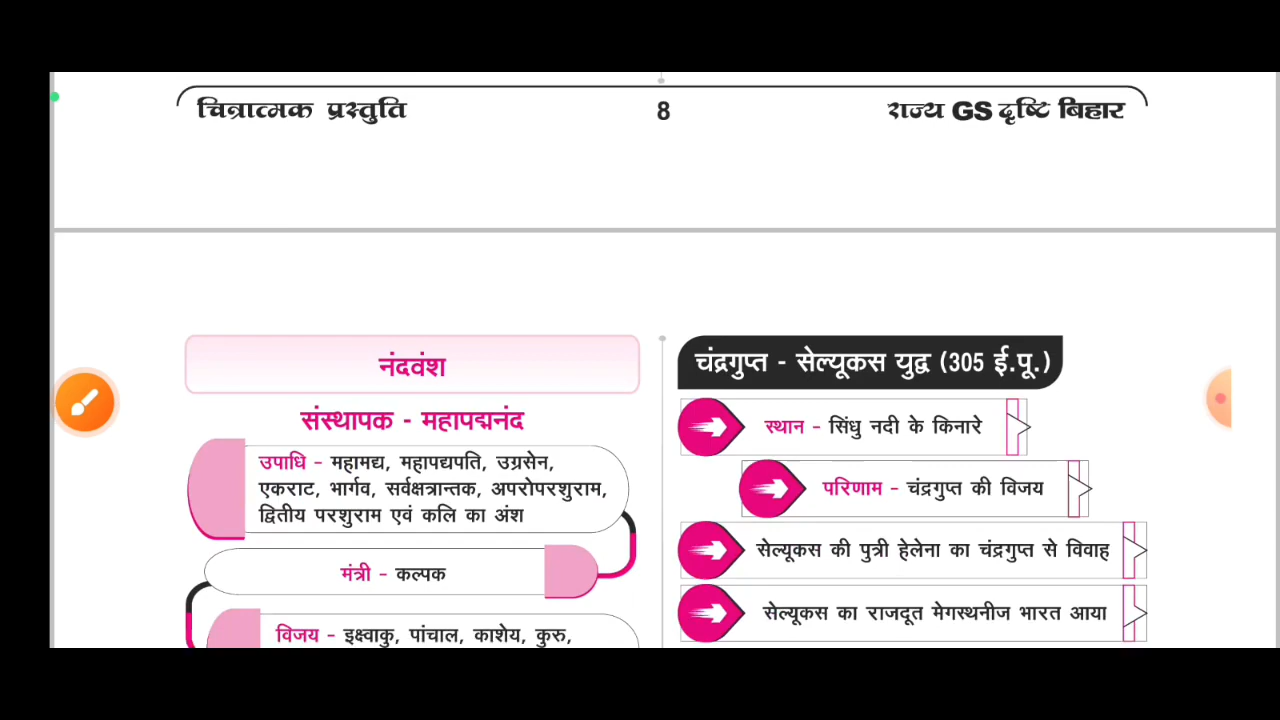 चित्रात्मक प्रस्तुति
8
राज्य GS दृष्टि बिहार
नंदवंश
संस्थापक - महापद्मनंद
उपाधि - महामद्य, महापद्यपति, उग्रसेन,
एकराट, भार्गव, सर्वक्षत्रान्तक, अपरोपरशुराम,
द्वितीय परशुराम एवं कलि का अंश
मंत्री - कल्पक
विजय - इक्ष्वाकु, पांचाल, काशेय, कुरु,
चंद्रगुप्त - सेल्यूकस युद्व (305 ई.पू.)
स्थान - सिंधु नदी के किनारे
परिणाम - चंद्रगुप्त की विजय
सेल्यूकस की पुत्री हेलेना का चंद्रगुप्त से विवाह
सेल्यूकस का राजदूत मेगस्थनीज भारत आया